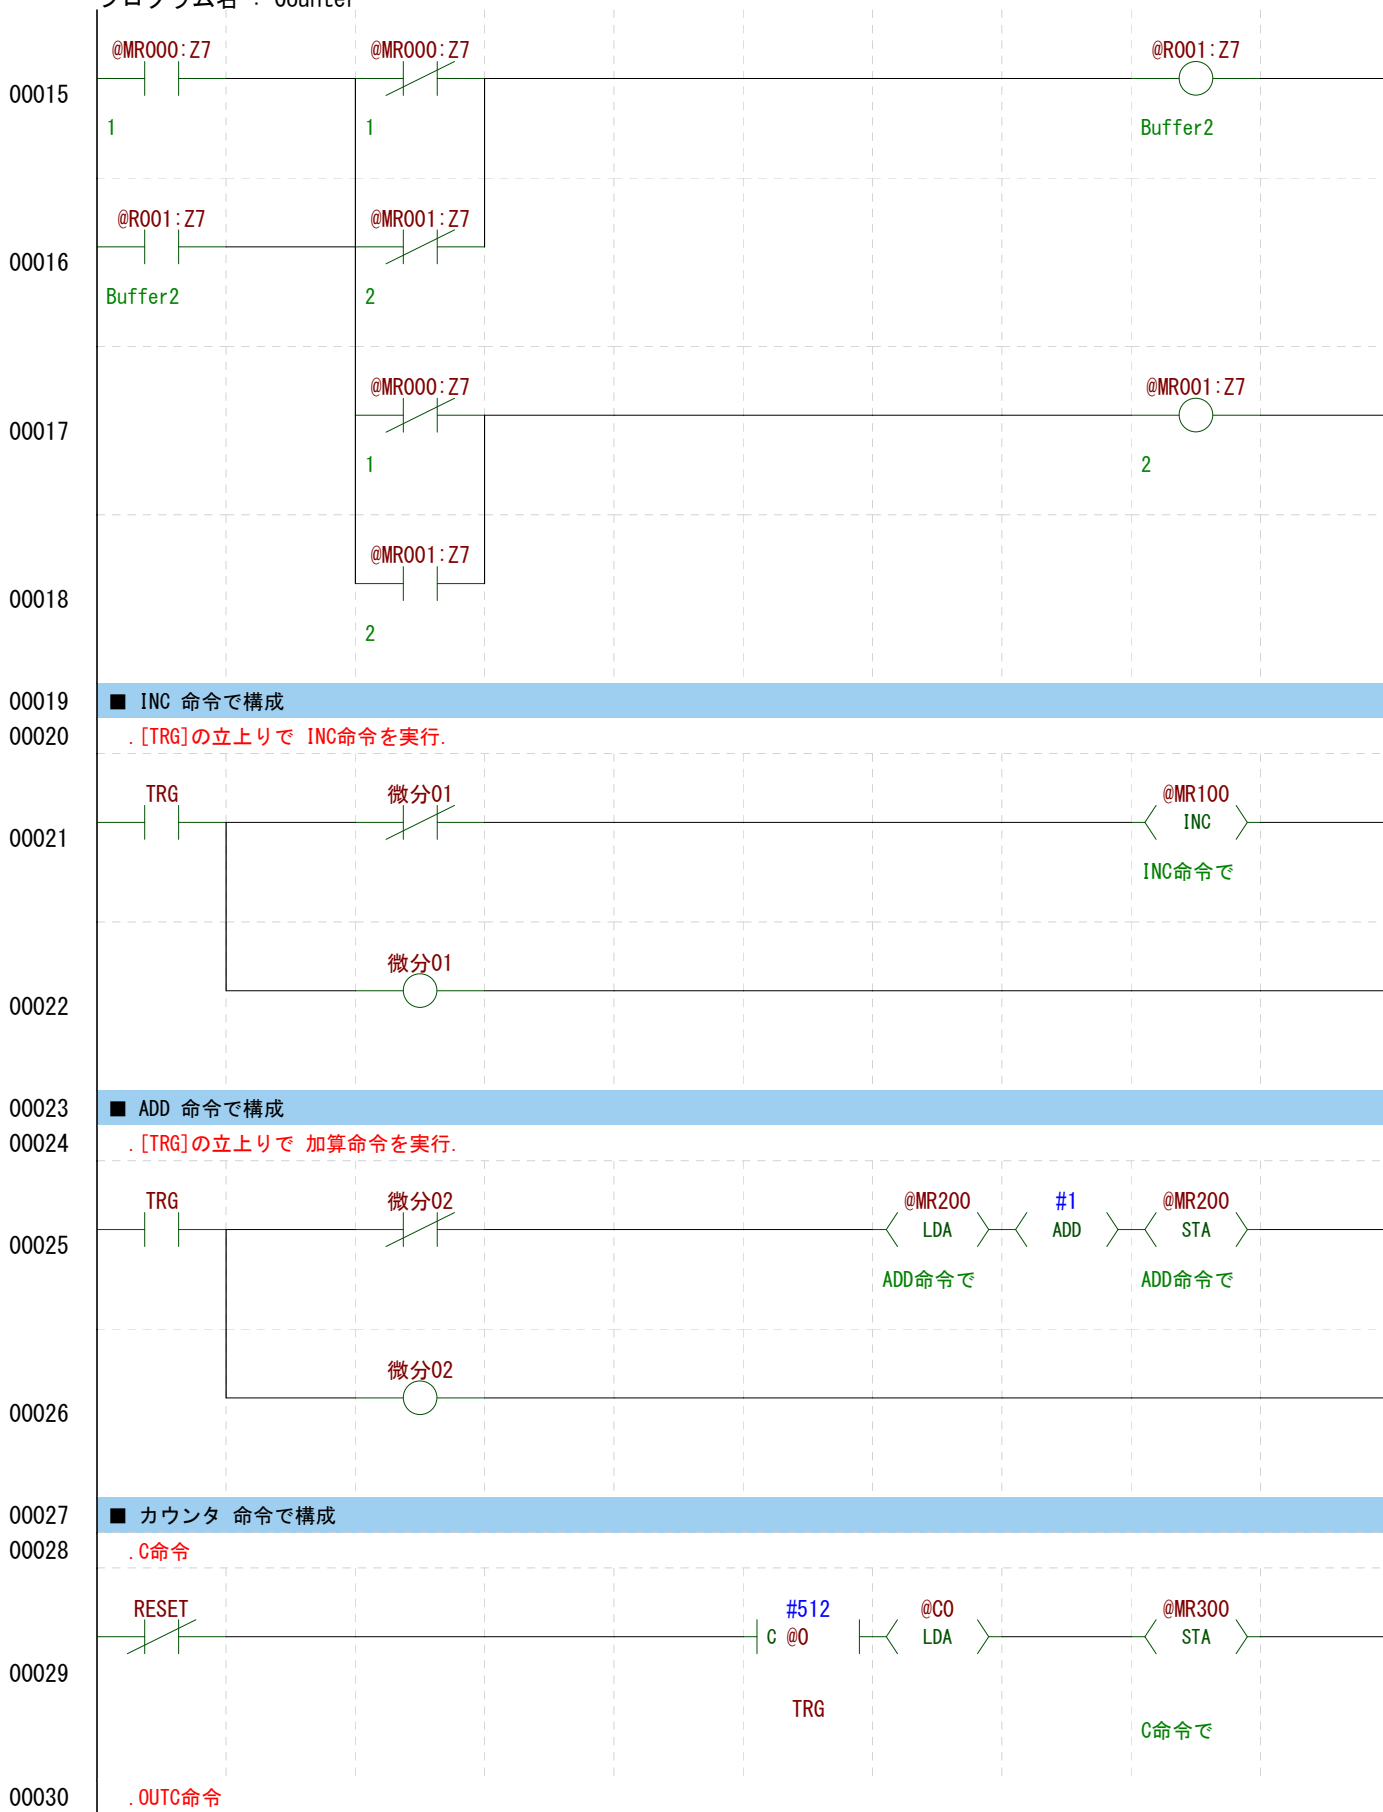 プログラム名 : Counter
@MR000:Z7 @MR000:Z7 @R001:Z7
00015
1 1 Buffer2
@R001:Z7 @MR001:Z7
00016
Buffer2 2
@MR000:Z7 @MR001:Z7
00017
1 2
@MR001:Z7
00018
2
00019 ■ INC 命令で構成
00020 .[TRG]の立上りで INC命令を実行.
TRG 微分01 @MR100
INC
00021
INC命令で
微分01
00022
00023 ■ ADD 命令で構成
00024 .[TRG]の立上りで 加算命令を実行.
TRG 微分02 @MR200 #1 @MR200
LDA ADD STA
00025
ADD命令で ADD命令で
微分02
00026
00027 ■ カウンタ 命令で構成
00028 .C命令
RESET #512 @C0 @MR300
C @0 LDA STA
00029
TRG
C命令で
00030 .OUTC命令